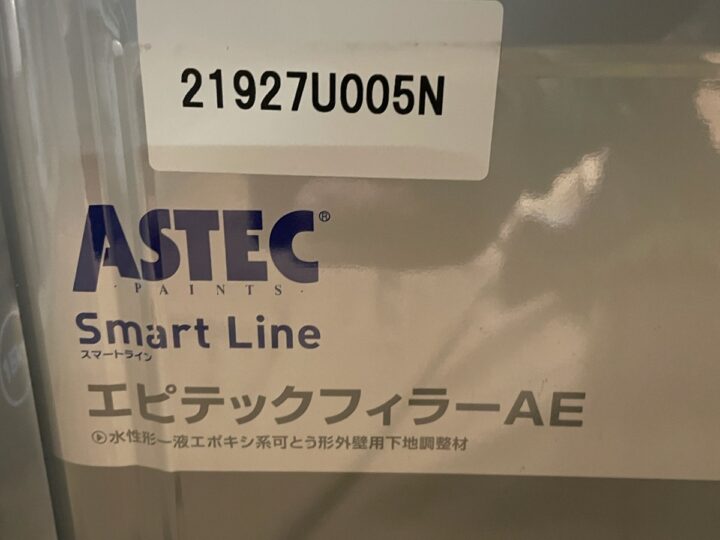 21927U005N
ASTEC®
・PAINTS・
Smart Line
スマートライン
エピテックフィラーAE
水性形一液エポキシ系可とう形外壁用下地調整材